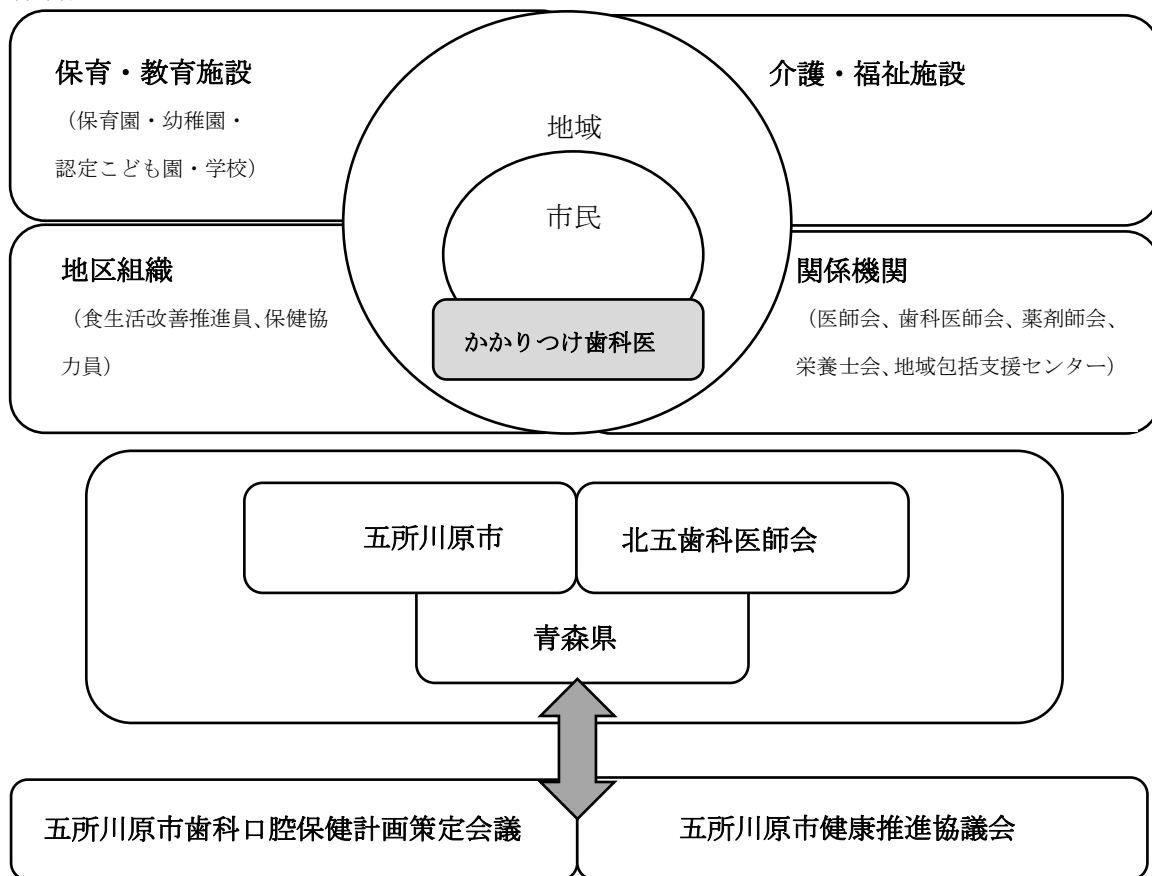 保育・教育施設
（保育園・幼稚園・
認定こども園・学校）
介護・福祉施設
地域
市民
かかりつけ歯科医
地区組織
（食生活改善推進員、保健協
力員）
関係機関
（医師会、歯科医師会、薬剤師会、
栄養士会、地域包括支援センター）
五所川原市
北五歯科医師会
青森県
五所川原市歯科口腔保健計画策定会議
五所川原市健康推進協議会